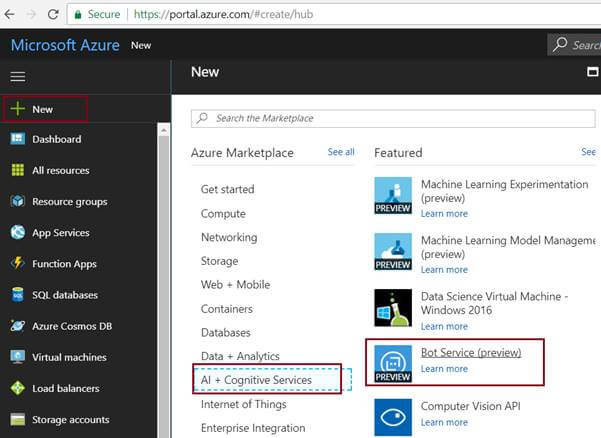 Secure https://portal.azure.com/#create/hub
Microsoft Azure New
Search
New
New
Search the Marketplace
Dashboard
All resources
Resource groups
App Services
Function Apps
SQL databases
Azure Cosmos DB
Virtual machines
Load balancers
Storage accounts
Azure Marketplace See all
Get started
Compute
Networking
Storage
Web + Mobile
Containers
Databases
Data + Analytics
AI + Cognitive Services
Internet of Things
Enterprise Integration
Featured See
PREVIEW
Machine Learning Experimentation
(preview)
Learn more
PREVIEW
Machine Learning Model Manageme
(preview)
Learn more
Data Science Virtual Machine -
Windows 2016
Learn more
PREVIEW
Bot Service (preview)
Learn more
Computer Vision API
Learn more